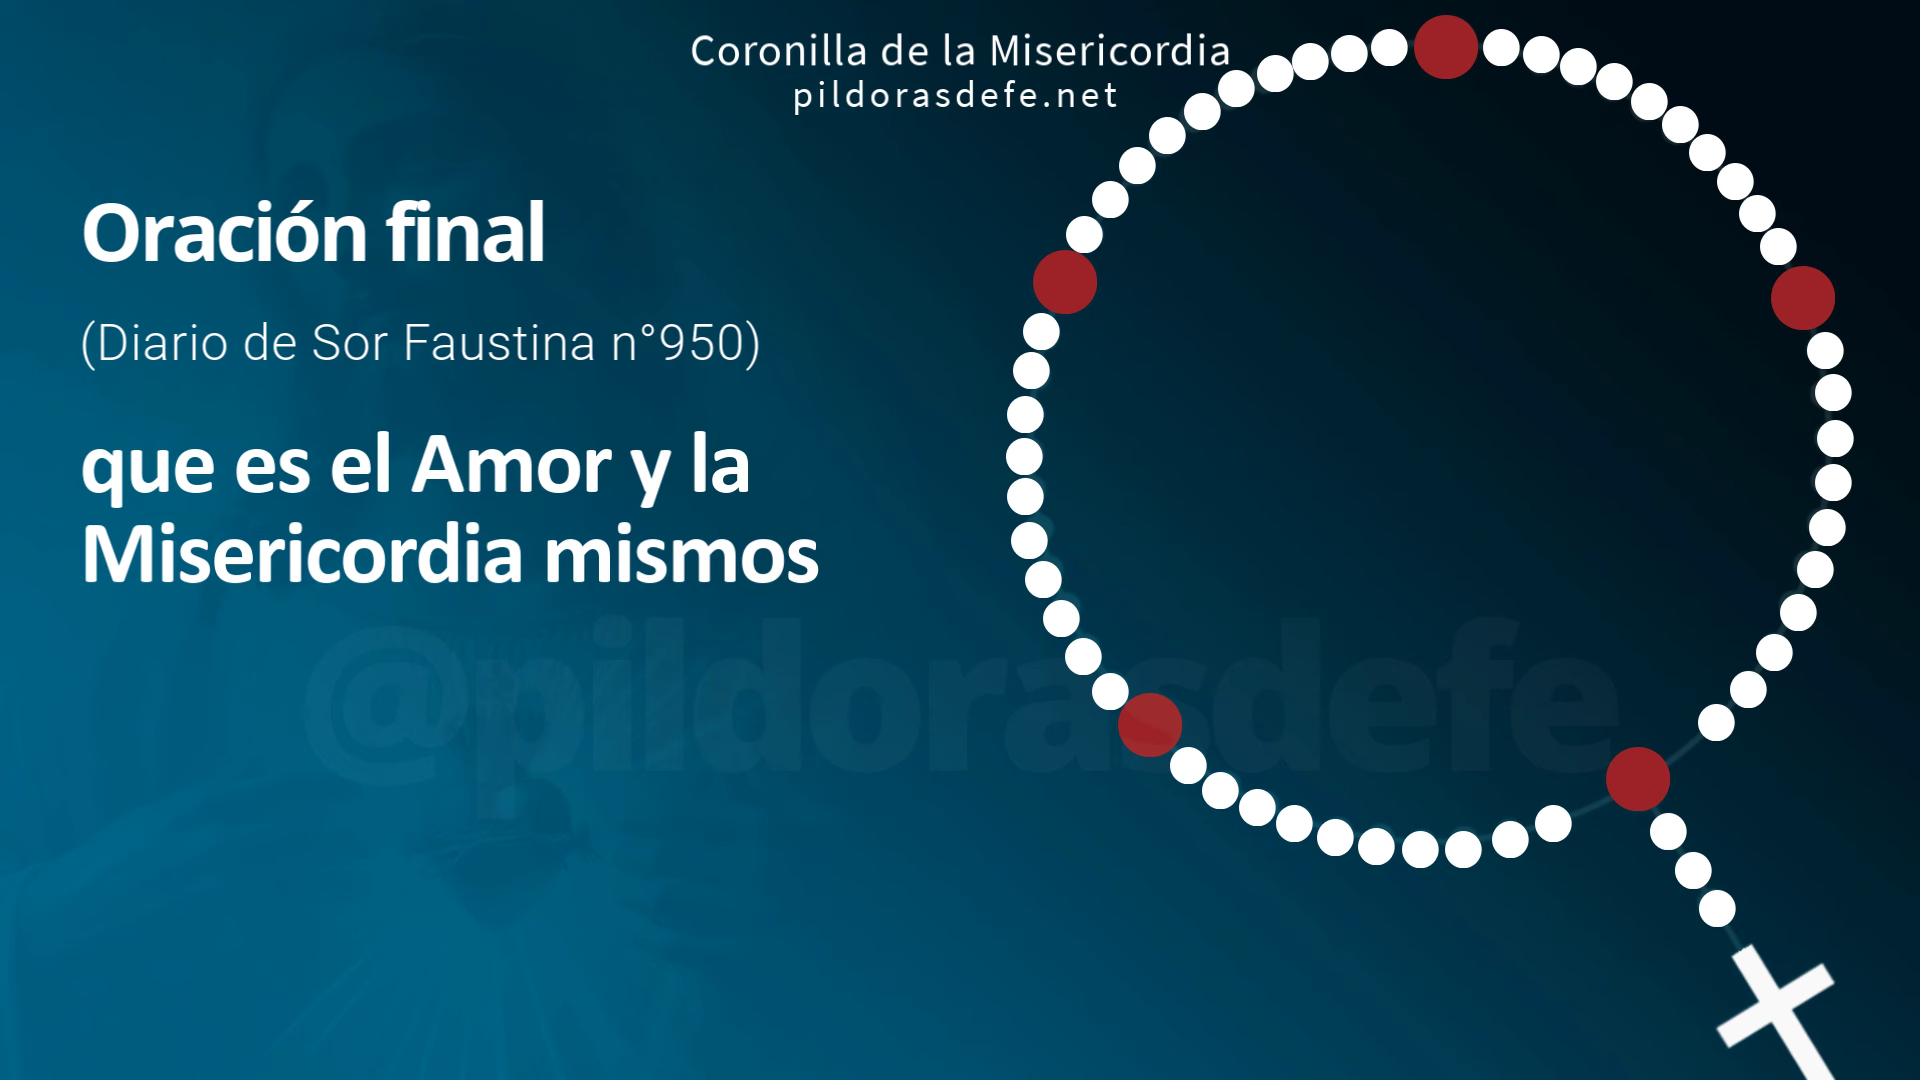 Coronilla de la Misericordia
pildorasdefe.net
Oración final
(Diario de Sor Faustina n°950)
que es el Amor y la
Misericordia mismos
@pildorasdefe